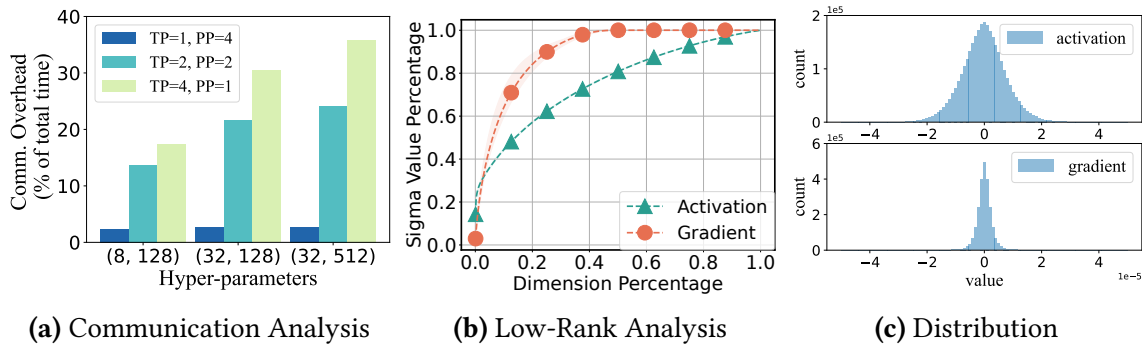 Comm. Overhead
(% of total time)
40
30
20
10
0
TP=1, PP=4
TP=2, PP=2
TP=4, PP=1
(8, 128) (32, 128) (32, 512)
Hyper-parameters
(a) Communication Analysis
Sigma Value Percentage
1.0
0.8
0.6
0.4
0.2
0.0
Activation
Gradient
0.0 0.2 0.4 0.6 0.8 1.0
Dimension Percentage
(b) Low-Rank Analysis
1e5
count
2
1
0
activation
−4 −2 0 2 4
1e5
count
6
4
2
0
gradient
−4 −2 0 2 4
value
1e−5
(c) Distribution